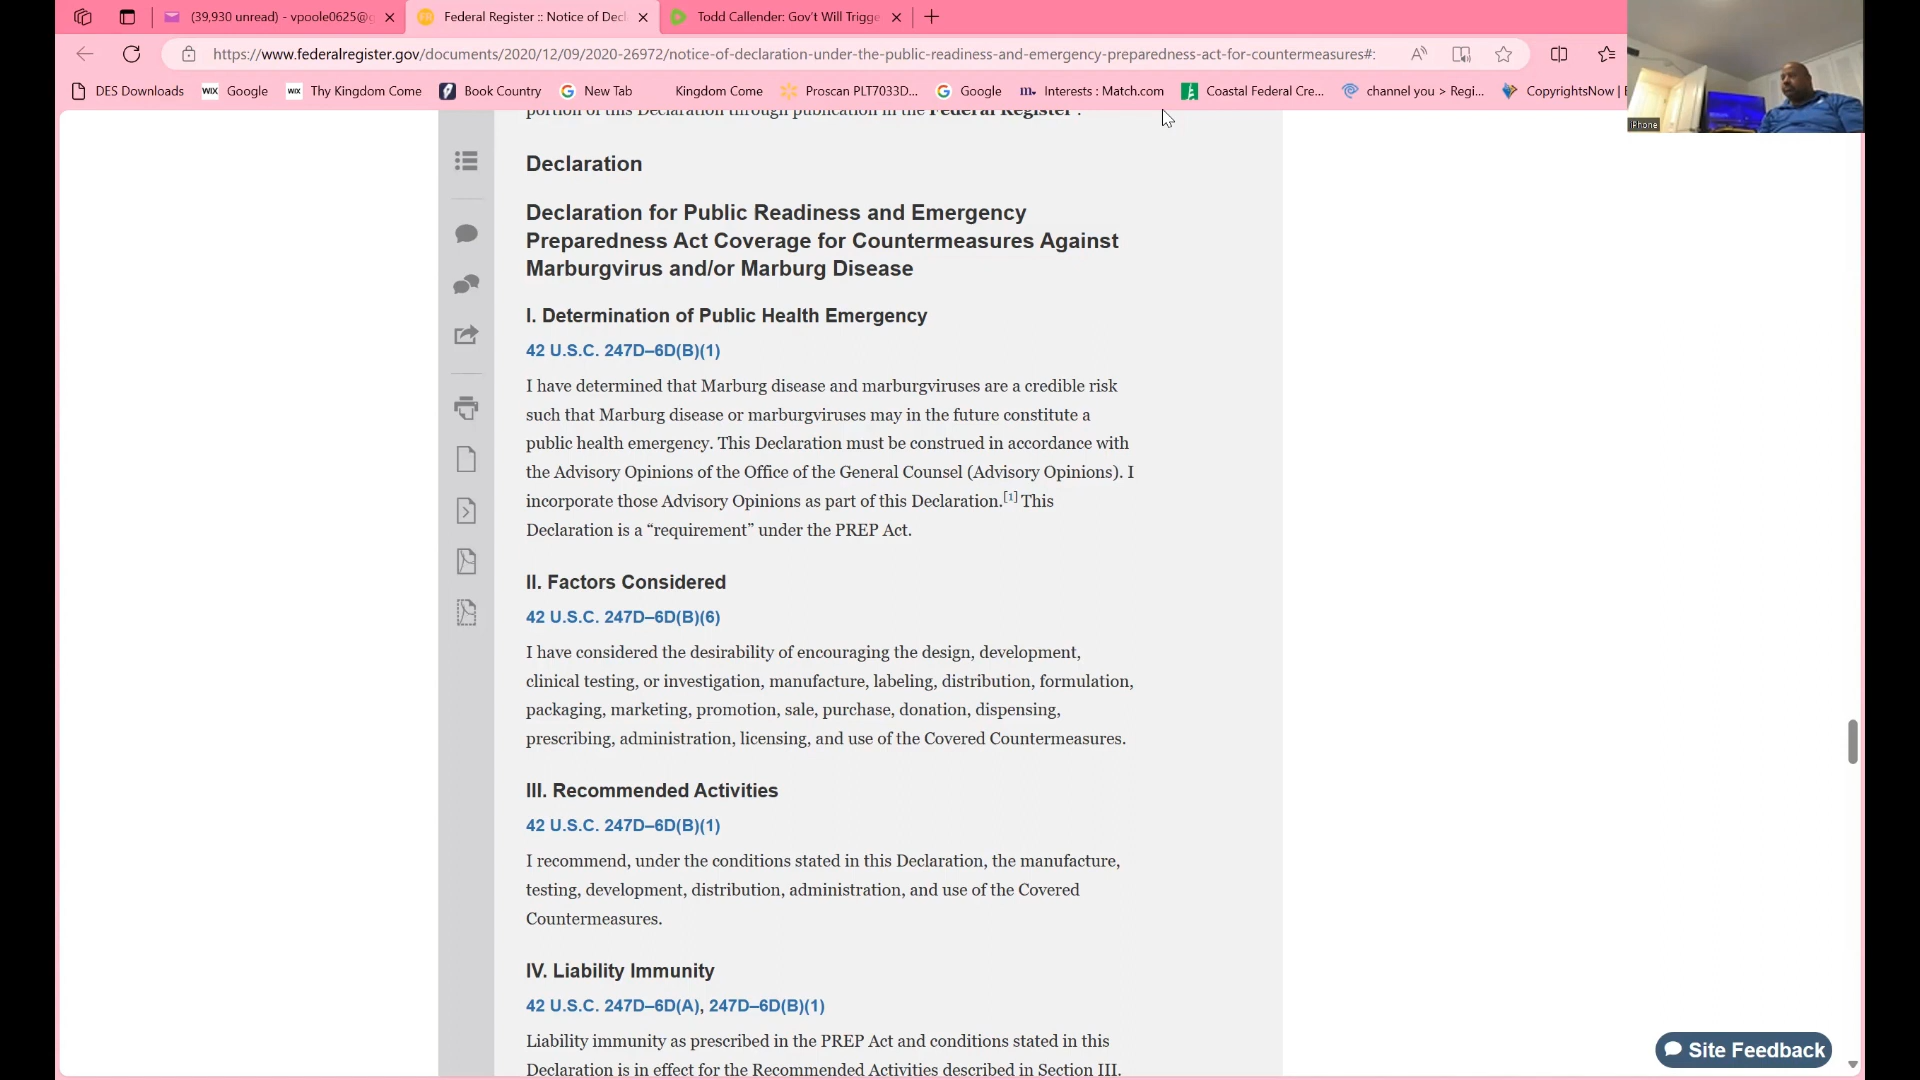 (39,930 unread) - vpoole0625@g
Federal Register :: Notice of Decl
Todd Callender: Gov't Will Trigge
https://www.federalregister.gov/documents/2020/12/09/2020-26972/notice-of-declaration-under-the-public-readiness-and-emergency-preparedness-act-for-countermeasures#:
DES Downloads
WiX Google
WiX Thy Kingdom Come
Book Country
New Tab
Kingdom Come
Proscan PLT7033D...
Google
m. Interests : Match.com
Coastal Federal Cre...
channel you > Regi...
CopyrightsNow | E
iPhone
portion of this Declaration through publication in the Federal Register .
Declaration
Declaration for Public Readiness and Emergency
Preparedness Act Coverage for Countermeasures Against
Marburgvirus and/or Marburg Disease
I. Determination of Public Health Emergency
42 U.S.C. 247D–6D(B)(1)
I have determined that Marburg disease and marburgviruses are a credible risk
such that Marburg disease or marburgviruses may in the future constitute a
public health emergency. This Declaration must be construed in accordance with
the Advisory Opinions of the Office of the General Counsel (Advisory Opinions). I
incorporate those Advisory Opinions as part of this Declaration.[1] This
Declaration is a “requirement” under the PREP Act.
II. Factors Considered
42 U.S.C. 247D–6D(B)(6)
I have considered the desirability of encouraging the design, development,
clinical testing, or investigation, manufacture, labeling, distribution, formulation,
packaging, marketing, promotion, sale, purchase, donation, dispensing,
prescribing, administration, licensing, and use of the Covered Countermeasures.
III. Recommended Activities
42 U.S.C. 247D–6D(B)(1)
I recommend, under the conditions stated in this Declaration, the manufacture,
testing, development, distribution, administration, and use of the Covered
Countermeasures.
IV. Liability Immunity
42 U.S.C. 247D–6D(A), 247D–6D(B)(1)
Liability immunity as prescribed in the PREP Act and conditions stated in this
Declaration is in effect for the Recommended Activities described in Section III.
Site Feedback